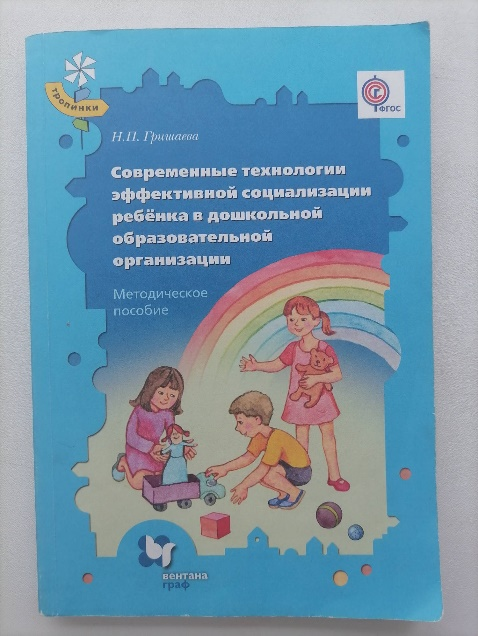 тропинки
ФГОС
Н.П. Гришаева
Современные технологии
эффективной социализации
ребёнка в дошкольной
образовательной
организации
Методическое
пособие
вентана
граф